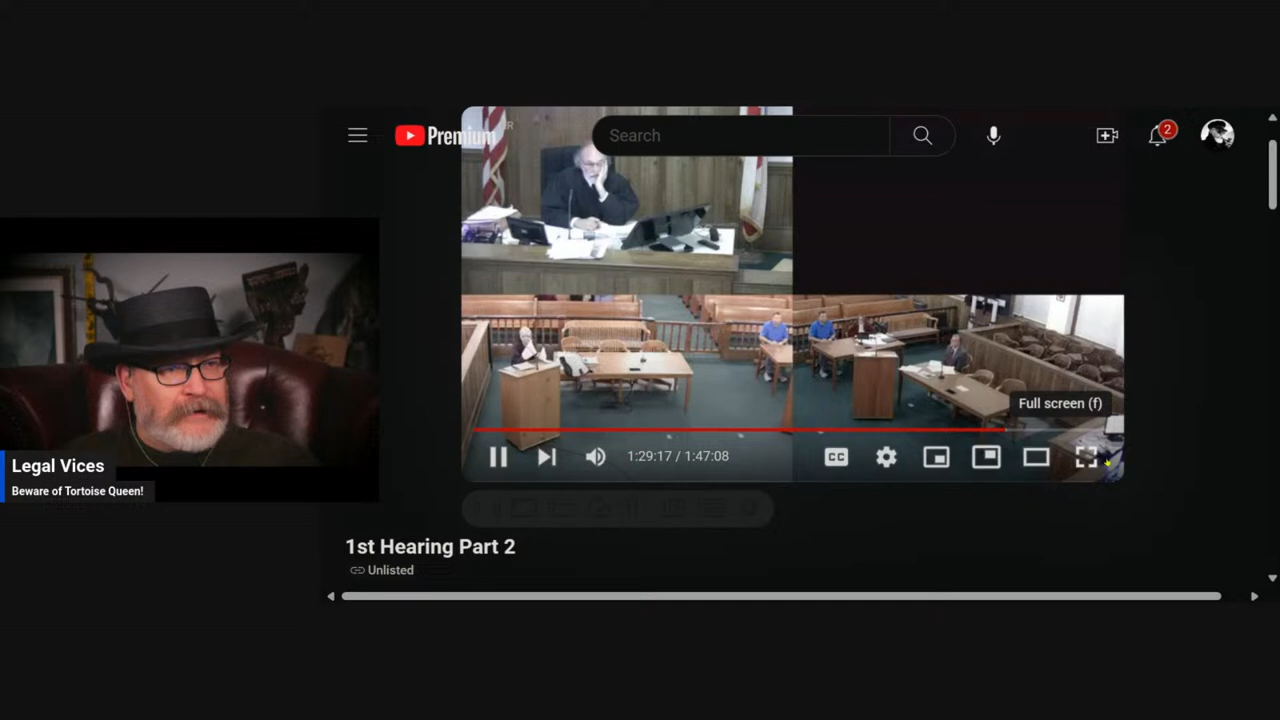 Premium
Search
2
Full screen (f)
1:29:17 / 1:47:08
CC
Legal Vices
Beware of Tortoise Queen!
1st Hearing Part 2
Unlisted